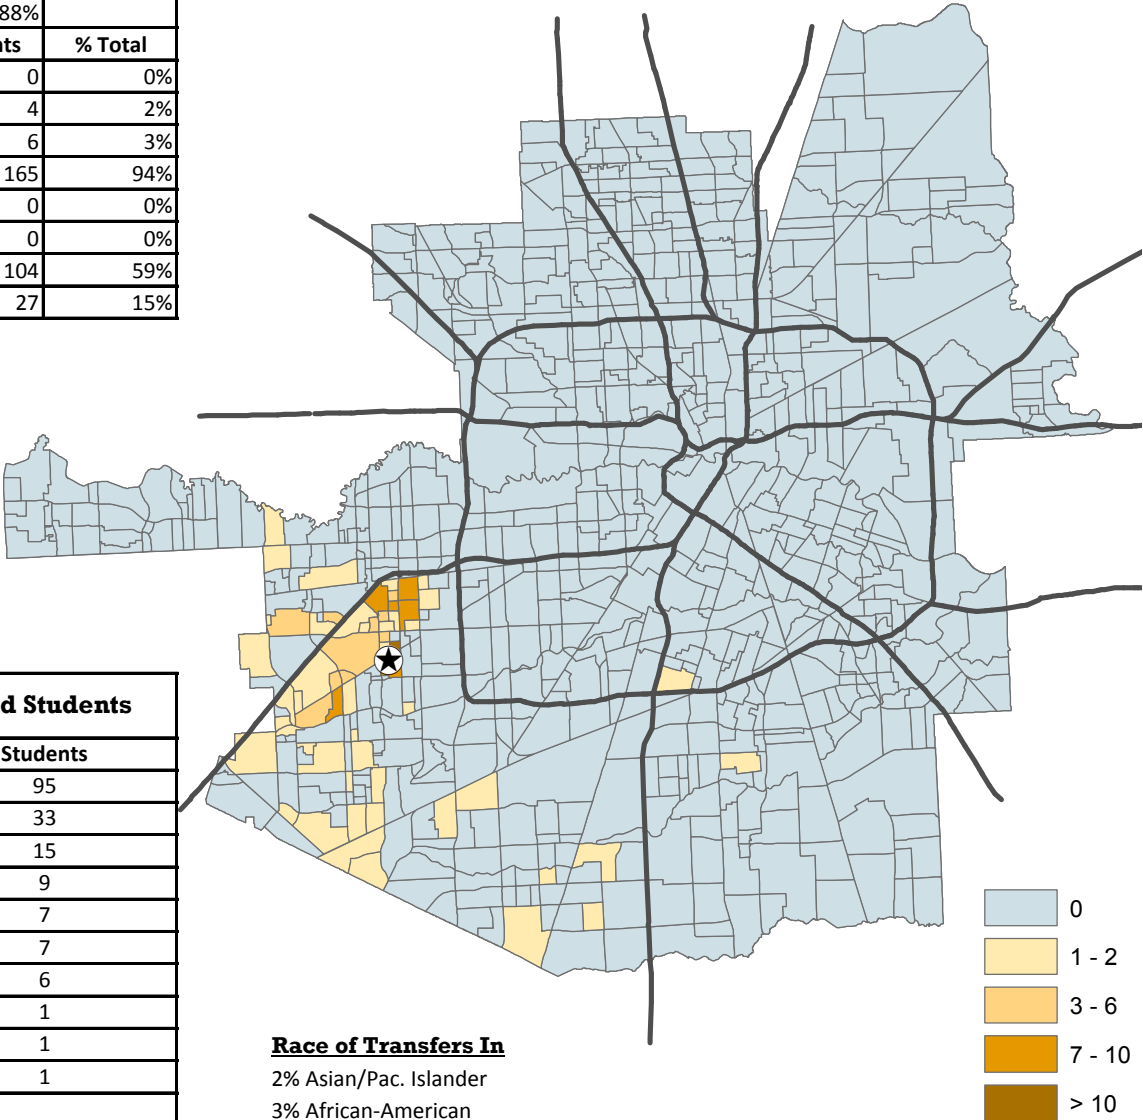 88%
nts % Total
0 0%
4 2%
6 3%
165 94%
0 0%
0 0%
104 59%
27 15%
d Students
Students
95
33
15
9
7
7
6
1
1
1
0
1 - 2
3 - 6
7 - 10
> 10
Race of Transfers In
2% Asian/Pac. Islander
3% African-American